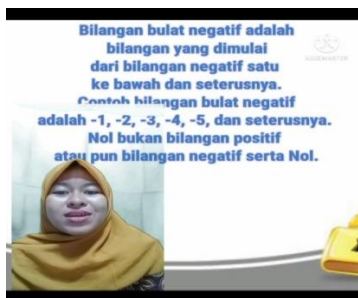 Bilangan bulat negatif adalah
bilangan yang dimulai
dari bilangan negatif satu
ke bawah dan seterusnya.
Contoh bilangan bulat negatif
adalah -1, -2, -3, -4, -5, dan seterusnya.
Nol bukan bilangan positif
atau pun bilangan negatif serta Nol.